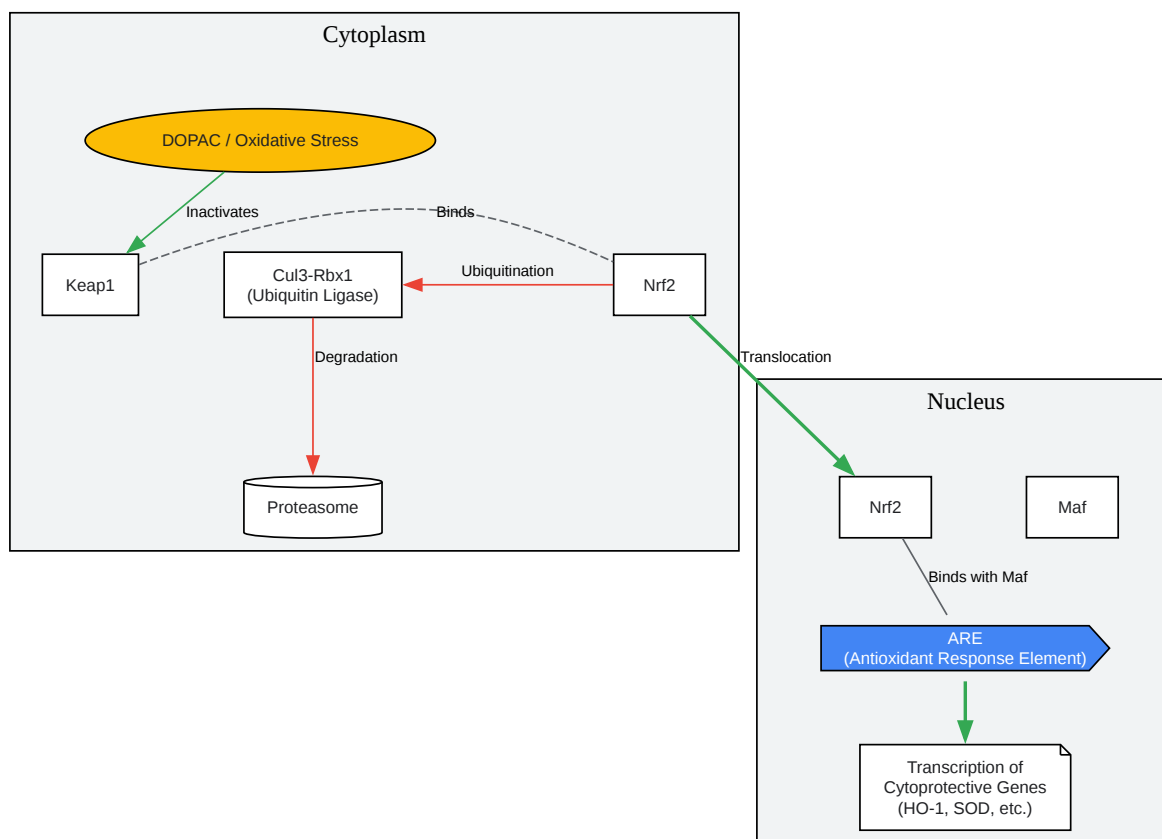 Cytoplasm
DOPAC / Oxidative Stress
Inactivates
Binds
Keap1
Cul3-Rbx1
(Ubiquitin Ligase)
Ubiquitination
Nrf2
Degradation
Translocation
Proteasome
Nucleus
Nrf2
Maf
Binds with Maf
ARE
(Antioxidant Response Element)
Transcription of
Cytoprotective Genes
(HO-1, SOD, etc.)